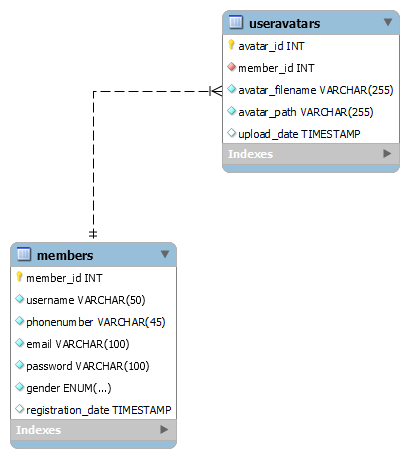 useravatars
avatar_id INT
member_id INT
avatar_filename VARCHAR(255)
avatar_path VARCHAR(255)
upload_date TIMESTAMP
Indexes
members
member_id INT
username VARCHAR(50)
phonenumber VARCHAR(45)
email VARCHAR(100)
password VARCHAR(100)
gender ENUM(...)
registration_date TIMESTAMP
Indexes